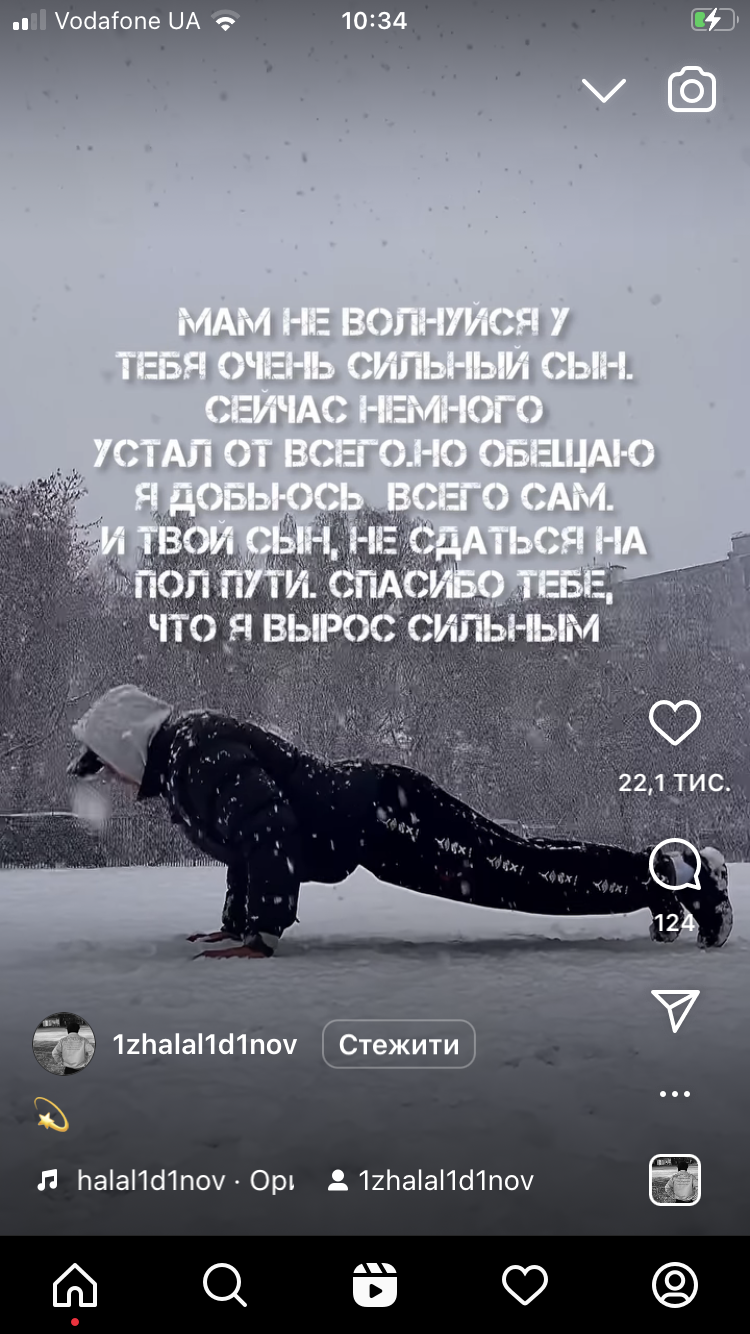 Vodafone UA
10:34
МАМ НЕ ВОЛНУЙСЯ У
ТЕБЯ ОЧЕНЬ СИЛЬНЫЙ СЫН.
СЕЙЧАС НЕМНОГО
УСТАЛ ОТ ВСЕГО.НО ОБЕЩАЮ
Я ДОБЬЮСЬ ВСЕГО САМ.
И ТВОЙ СЫН, НЕ СДАТЬСЯ НА
ПОЛ ПУТИ. СПАСИБО ТЕБЕ,
ЧТО Я ВЫРОС СИЛЬНЫМ
22,1 ТИС.
124
1zhalal1d1nov
Стежити
halal1d1nov · Ори
1zhalal1d1nov